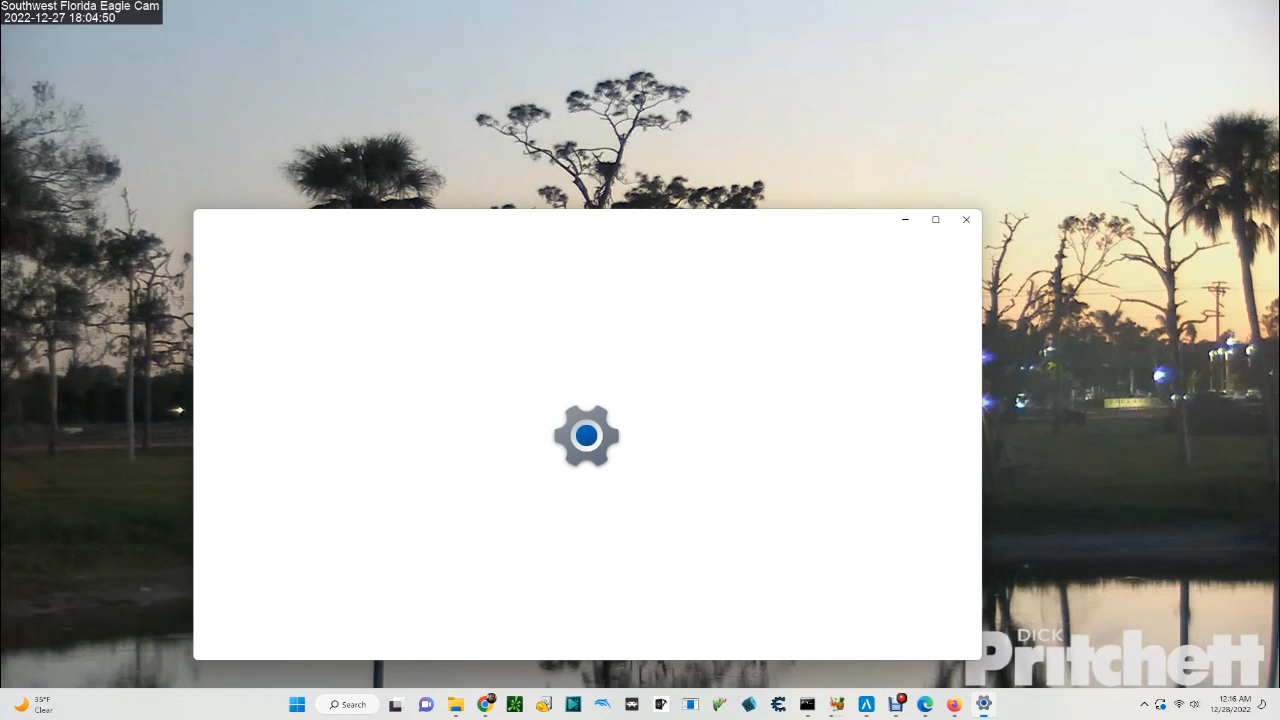 Southwest Florida Eagle Cam
2022-12-27 18:04:50
DICK
Pritchett
35°F
Clear
Search
12:16 AM
12/28/2022